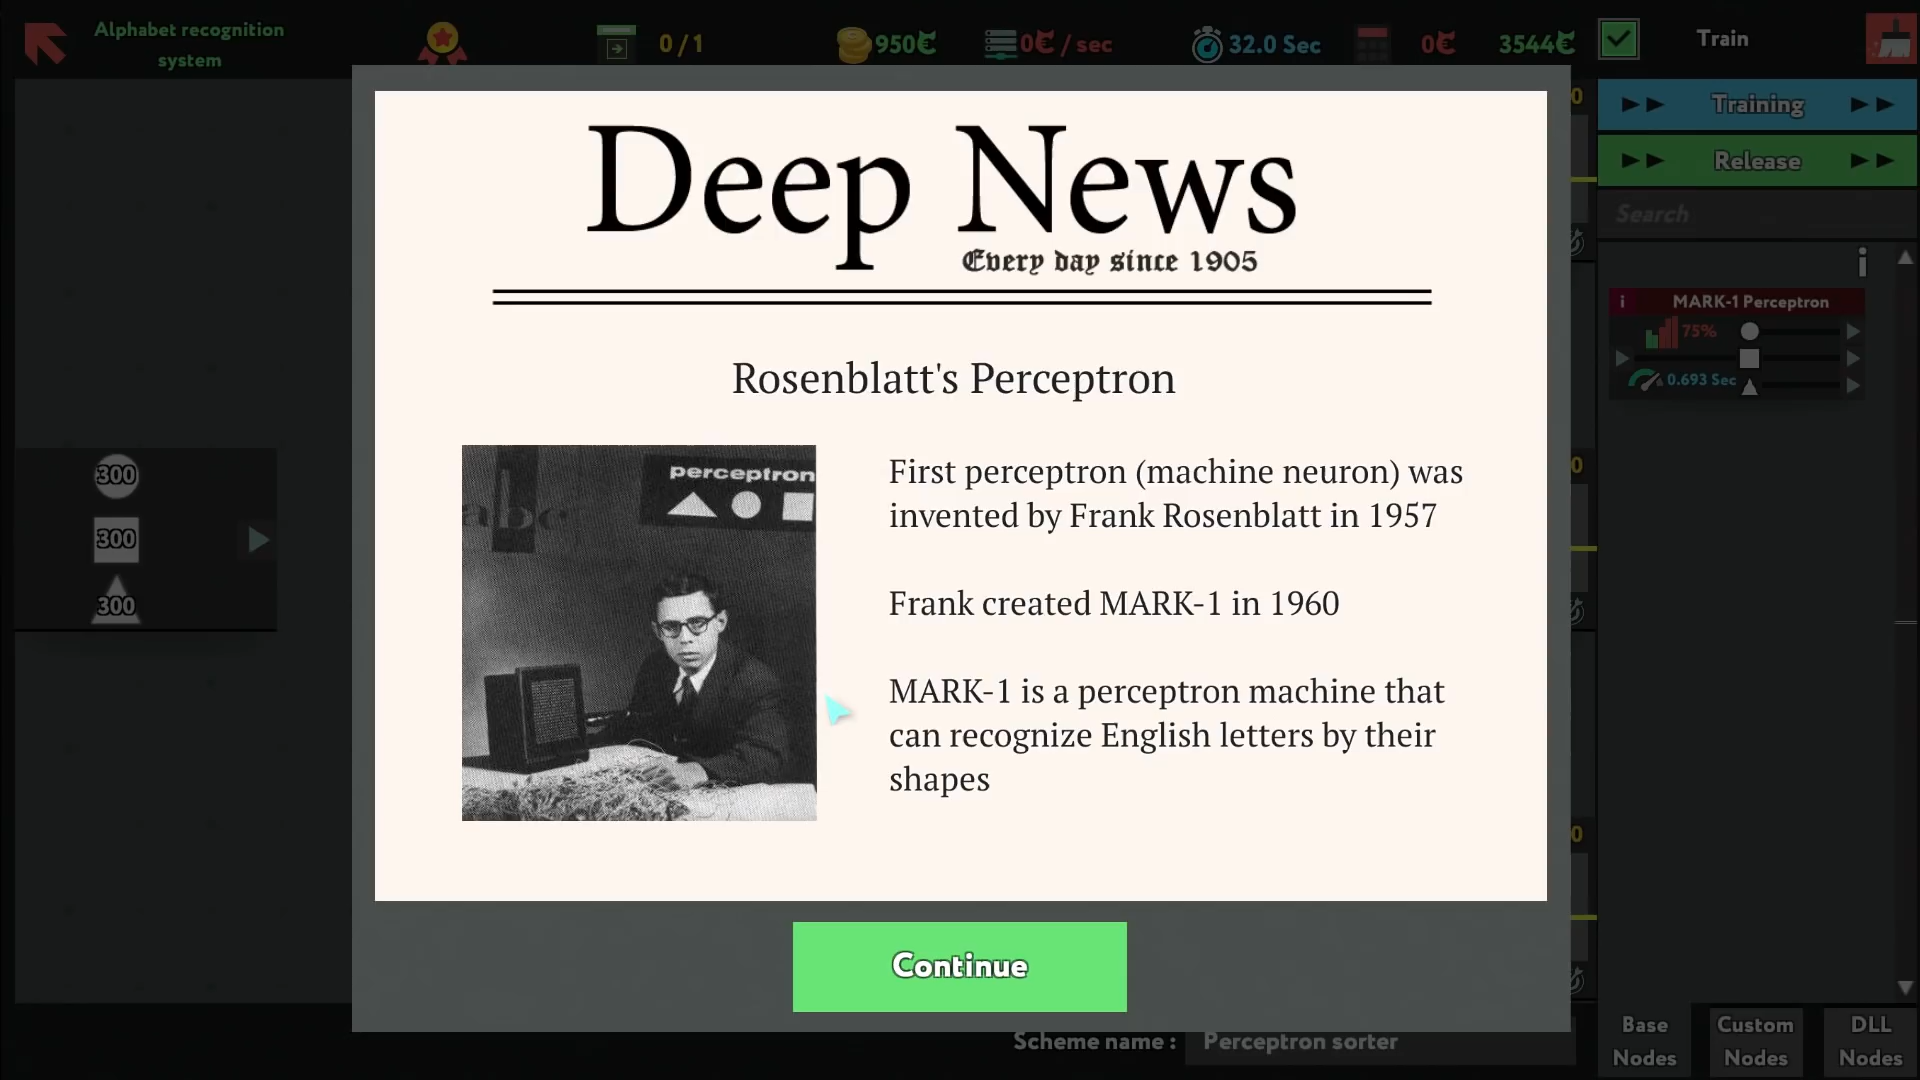 Alphabet recognition
system
0 / 1
950€
0€ / sec
32.0 Sec
0€
3544€
Train
Training
Release
Search
i
i MARK-1 Perceptron
75%
0.693 Sec
300
300
300
Deep News
Every day since 1905
Rosenblatt's Perceptron
perceptron
abc
First perceptron (machine neuron) was
invented by Frank Rosenblatt in 1957
Frank created MARK-1 in 1960
MARK-1 is a perceptron machine that
can recognize English letters by their
shapes
Continue
0
0
0
Scheme name : Perceptron sorter
Base
Nodes
Custom
Nodes
DLL
Nodes